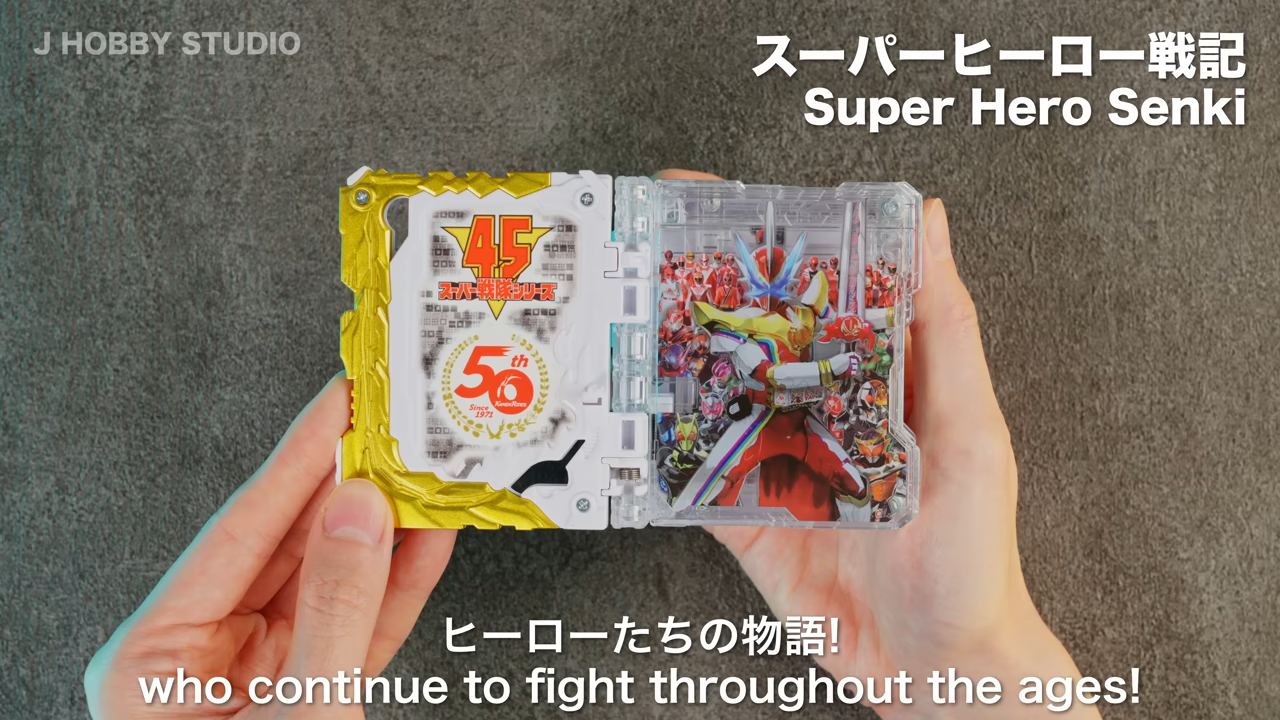 J HOBBY STUDIO
スーパーヒーロー戦記
Super Hero Senki
45
スーパー戦隊シリーズ
50th
KAMEN RIDER
Since
1971
ヒーローたちの物語!
who continue to fight throughout the ages!